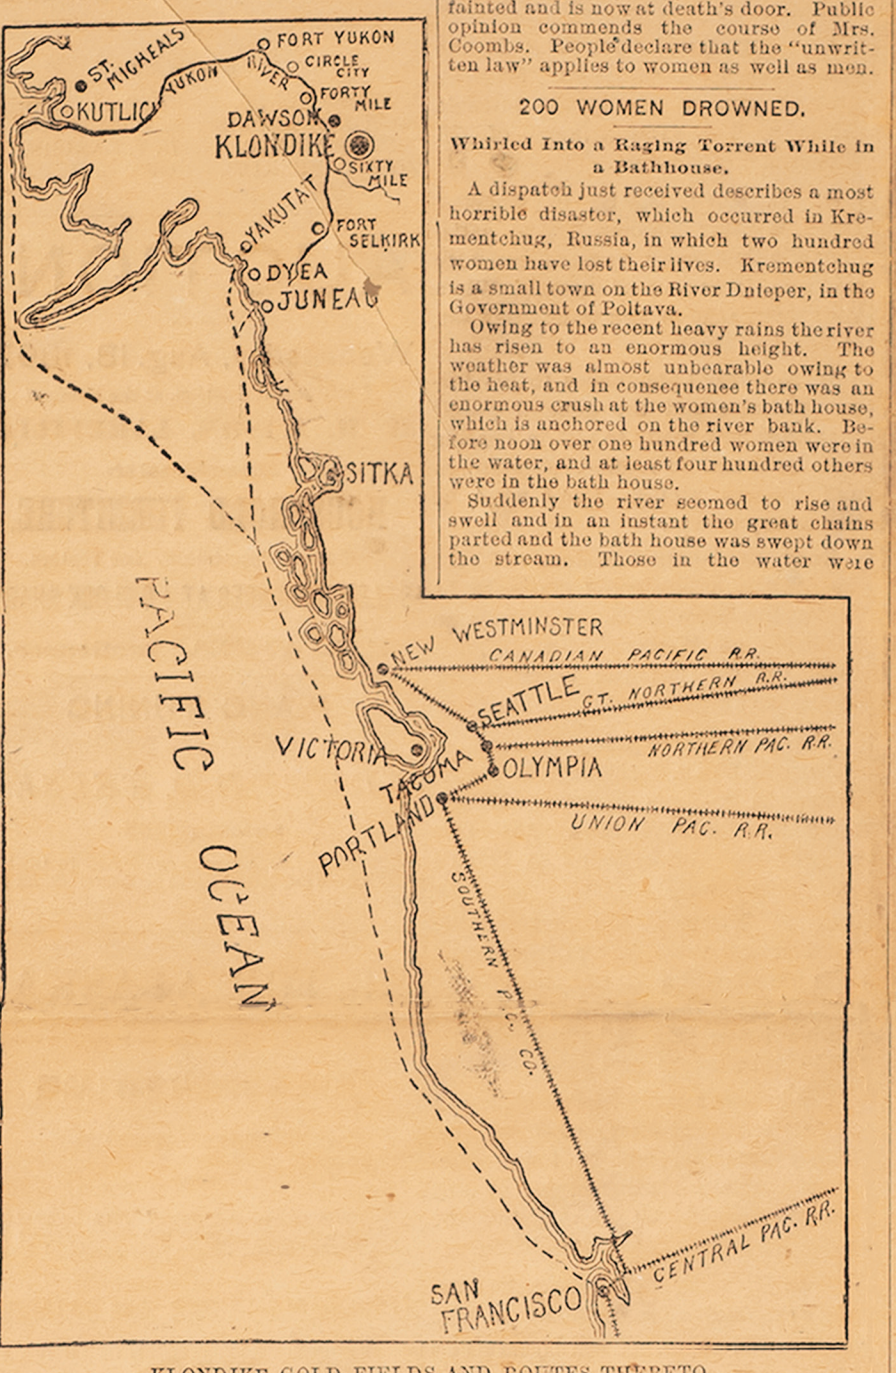 ST.
MIGHEALS
FORT YUKON
YUKON
RIVER
CIRCLE
CITY
KUTLIC
FORTY
MILE
DAWSON
KLONDIKE
SIXTY
MILE
YAKUTAT
FORT
SELKIRK
DYEA
JUNEAU
SITKA
PACIFIC
OCEAN
NEW WESTMINSTER
CANADIAN PACIFIC R.R.
SEATTLE
GT. NORTHERN R.R.
VICTORIA
NORTHERN PAC. R.R.
TACOMA
OLYMPIA
PORTLAND
UNION PAC. R.R.
SOUTHERN P.C. CO.
CENTRAL PAC. RR.
SAN
FRANCISCO
KLONDIKE GOLD FIELDS AND ROUTES THERETO
fainted and is now at death's door. Public
opinion commends the course of Mrs.
Coombs. People declare that the "unwrit-
ten law" applies to women as well as men.
200 WOMEN DROWNED.
Whirled Into a Raging Torrent While in
a Bathhouse.
A dispatch just received describes a most
horrible disaster, which occurred in Kre-
mentchug, Russia, in which two hundred
women have lost their lives. Krementchug
is a small town on the River Dnieper, in the
Government of Poltava.
Owing to the recent heavy rains the river
has risen to an enormous height. The
weather was almost unbearable owing to
the heat, and in consequence there was an
enormous crush at the women's bath house,
which is anchored on the river bank. Be-
fore noon over one hundred women were in
the water, and at least four hundred others
were in the bath house.
Suddenly the river seemed to rise and
swell and in an instant the great chains
parted and the bath house was swept down
the stream. Those in the water were